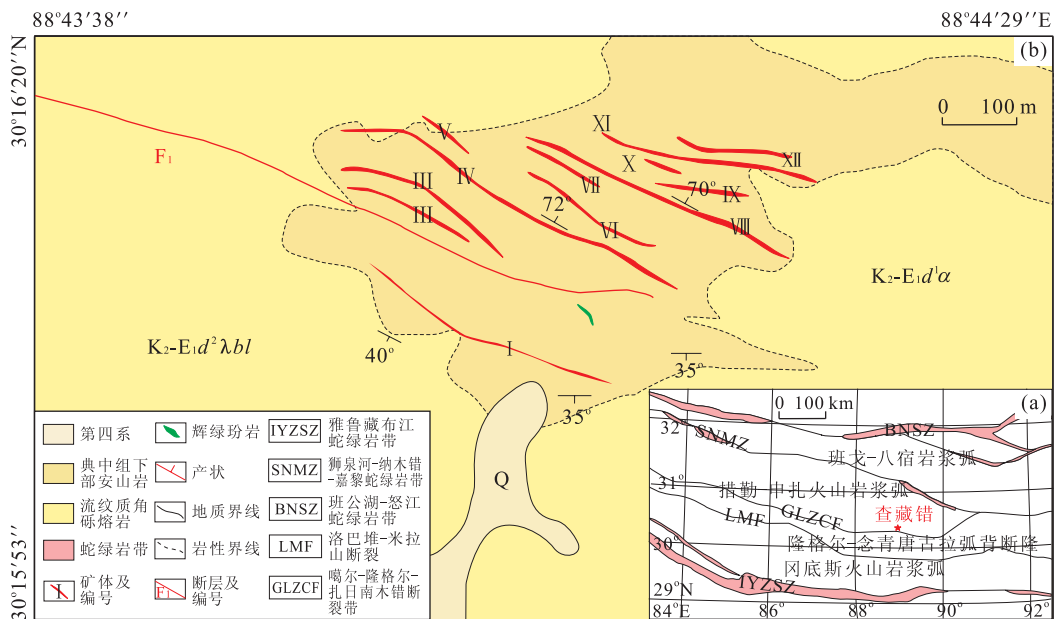 88°43′38″
88°44′29″E
30°16′20″N
30°15′53″
(b)
0 100 m
F₁
V
XI
XII
X
IV
III
VII
70°
IX
III
72°
VI
VIII
K₂-E₁d¹α
40°
I
K₂-E₁d²λbl
35°
35°
Q
第四系
辉绿玢岩
IYZSZ
雅鲁藏布江
蛇绿岩带
典中组下
部安山岩
产状
SNMZ
狮泉河-纳木错
-嘉黎蛇绿岩带
流纹质角
砾熔岩
地质界线
BNSZ
班公湖-怒江
蛇绿岩带
蛇绿岩带
岩性界线
LMF
洛巴堆-米拉
山断裂
I
矿体及
编号
F₁
断层及
编号
GLZCF
噶尔-隆格尔-
扎日南木错断
裂带
(a)
0 100 km
32°
SNMZ
BNSZ
班戈-八宿岩浆弧
31°
措勤-申扎火山岩浆弧
LMF
GLZCF
查藏错
30°
隆格尔-念青唐古拉弧背断隆
冈底斯火山岩浆弧
IYZSZ
29°N
84°E
86°
88°
90°
92°